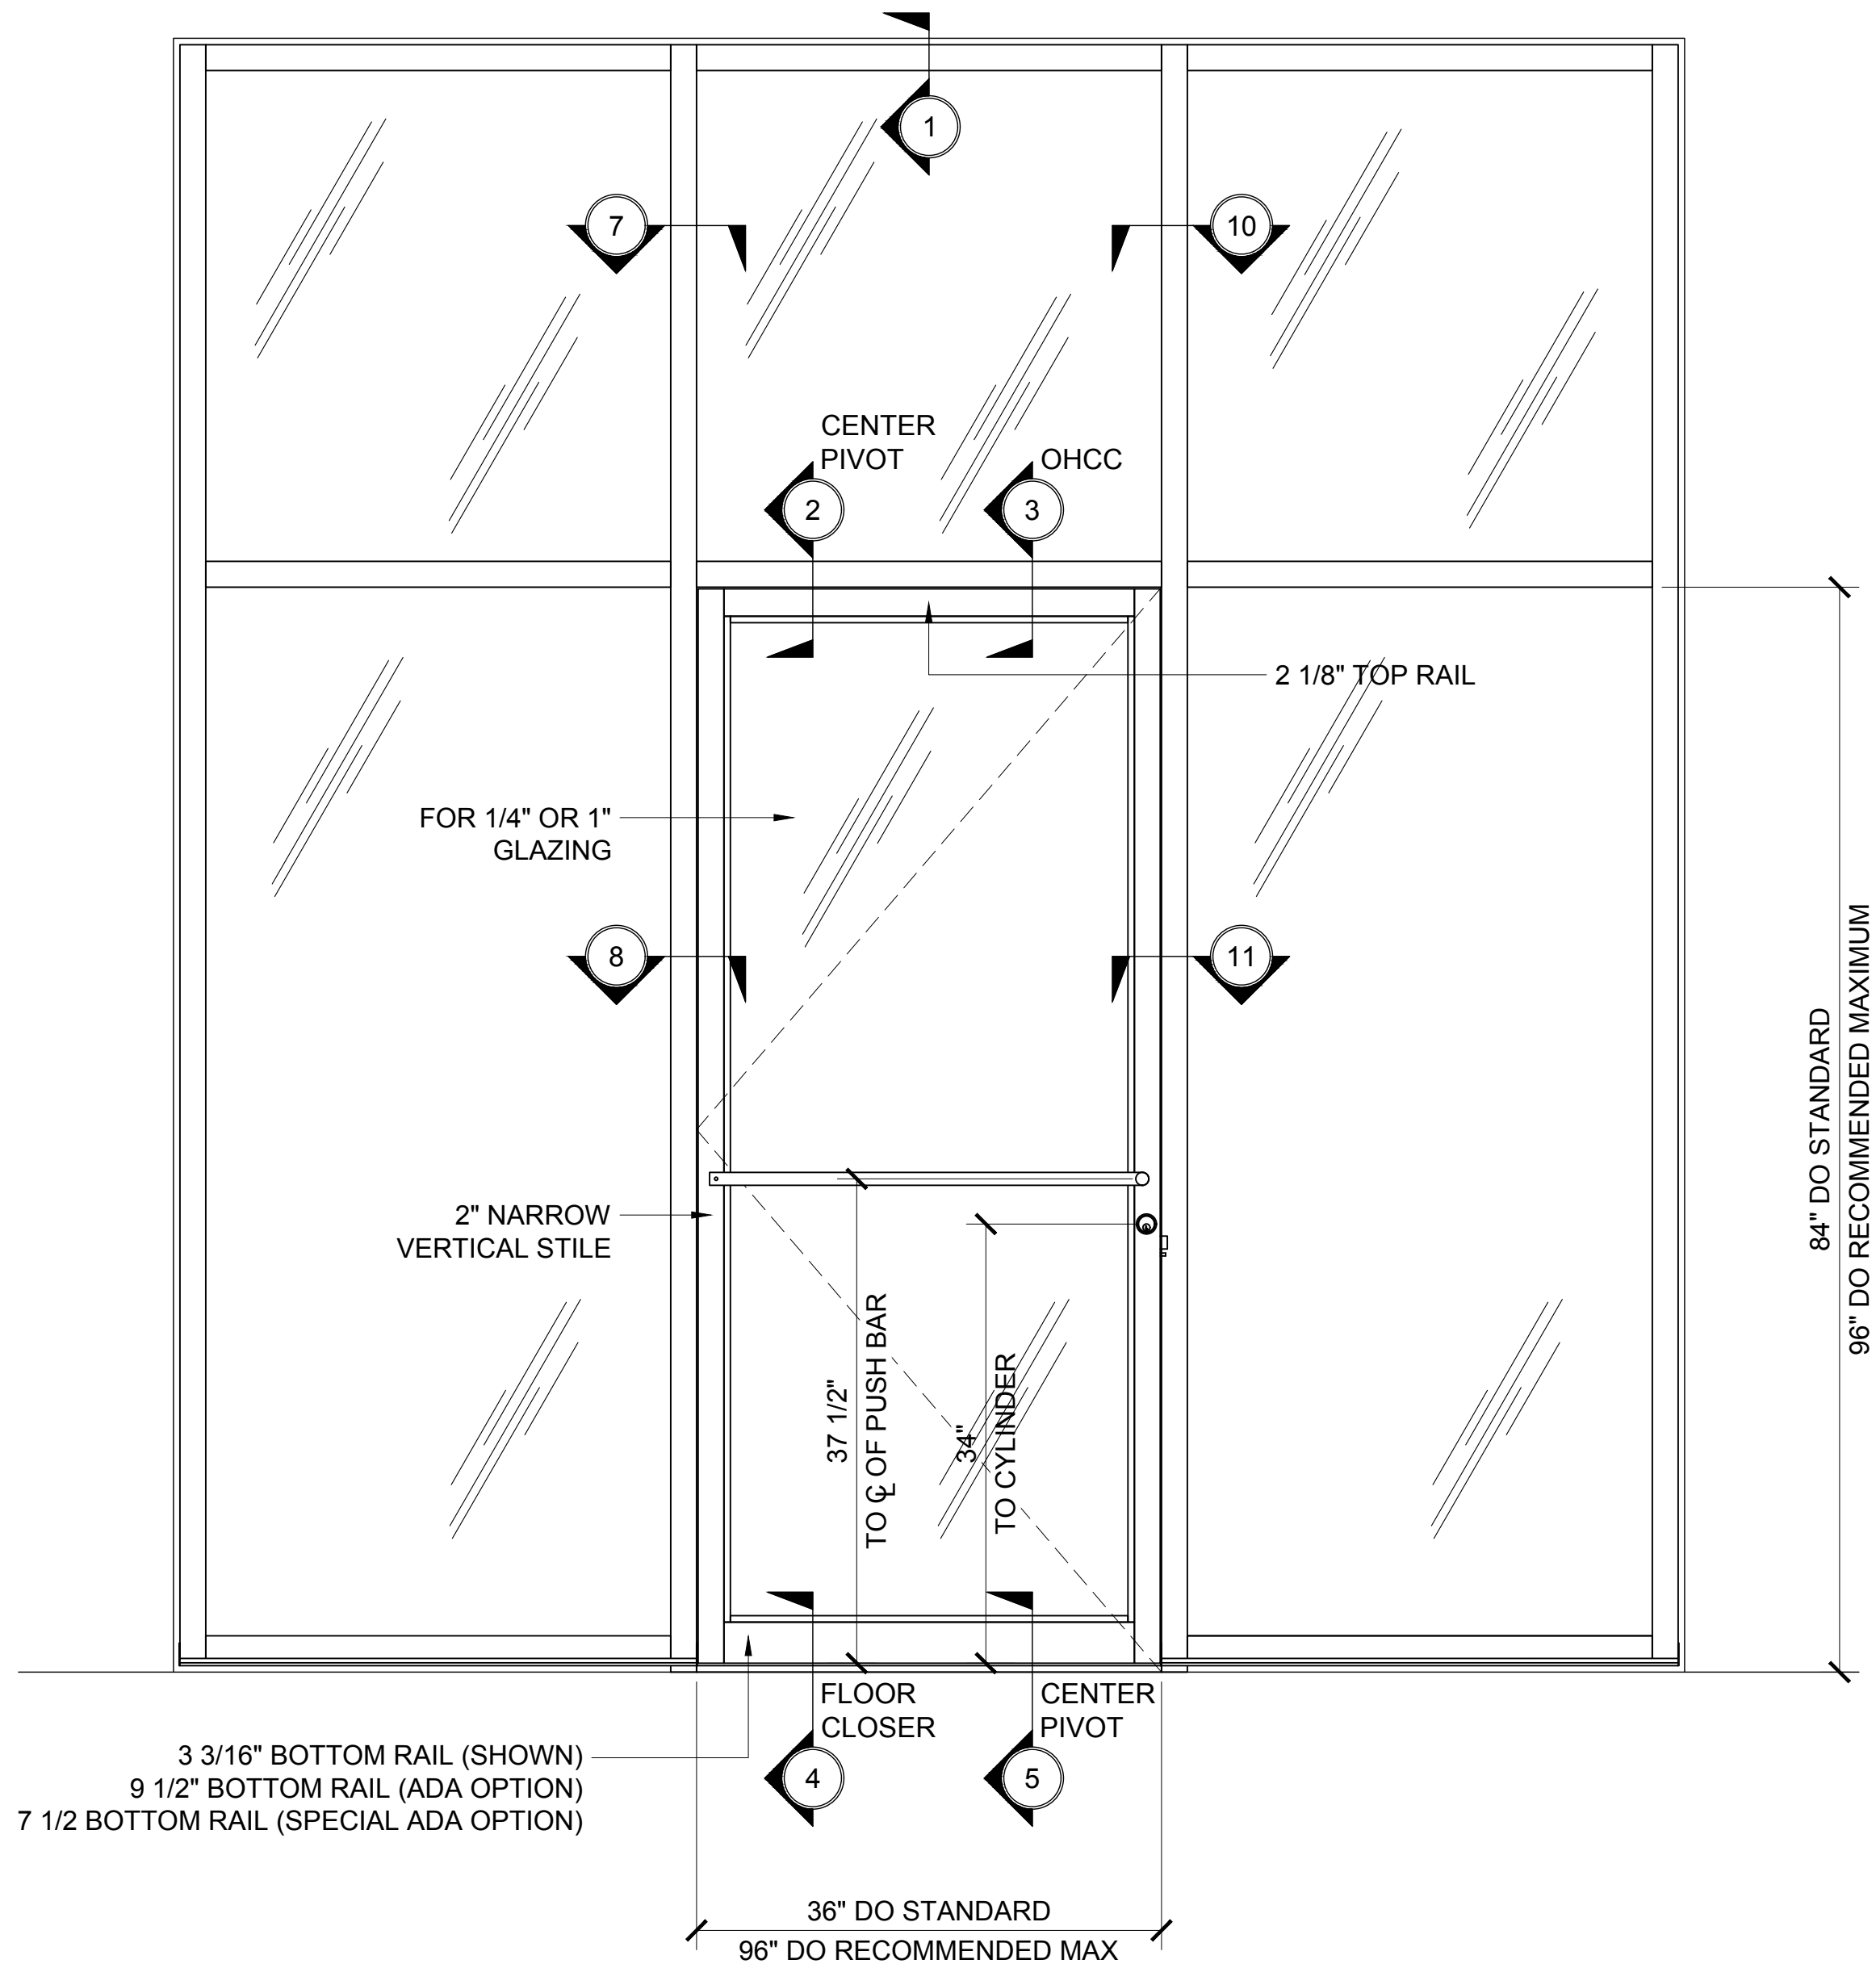 1
7
10
CENTER
PIVOT
OHCC
2
3
2 1/8" TOP RAIL
FOR 1/4" OR 1"
GLAZING
8
11
84" DO STANDARD
96" DO RECOMMENDED MAXIMUM
2" NARROW
VERTICAL STILE
37 1/2"
TO ℄ OF PUSH BAR
34"
TO CYLINDER
FLOOR
CLOSER
CENTER
PIVOT
3 3/16" BOTTOM RAIL (SHOWN)
9 1/2" BOTTOM RAIL (ADA OPTION)
7 1/2 BOTTOM RAIL (SPECIAL ADA OPTION)
4
5
36" DO STANDARD
96" DO RECOMMENDED MAX